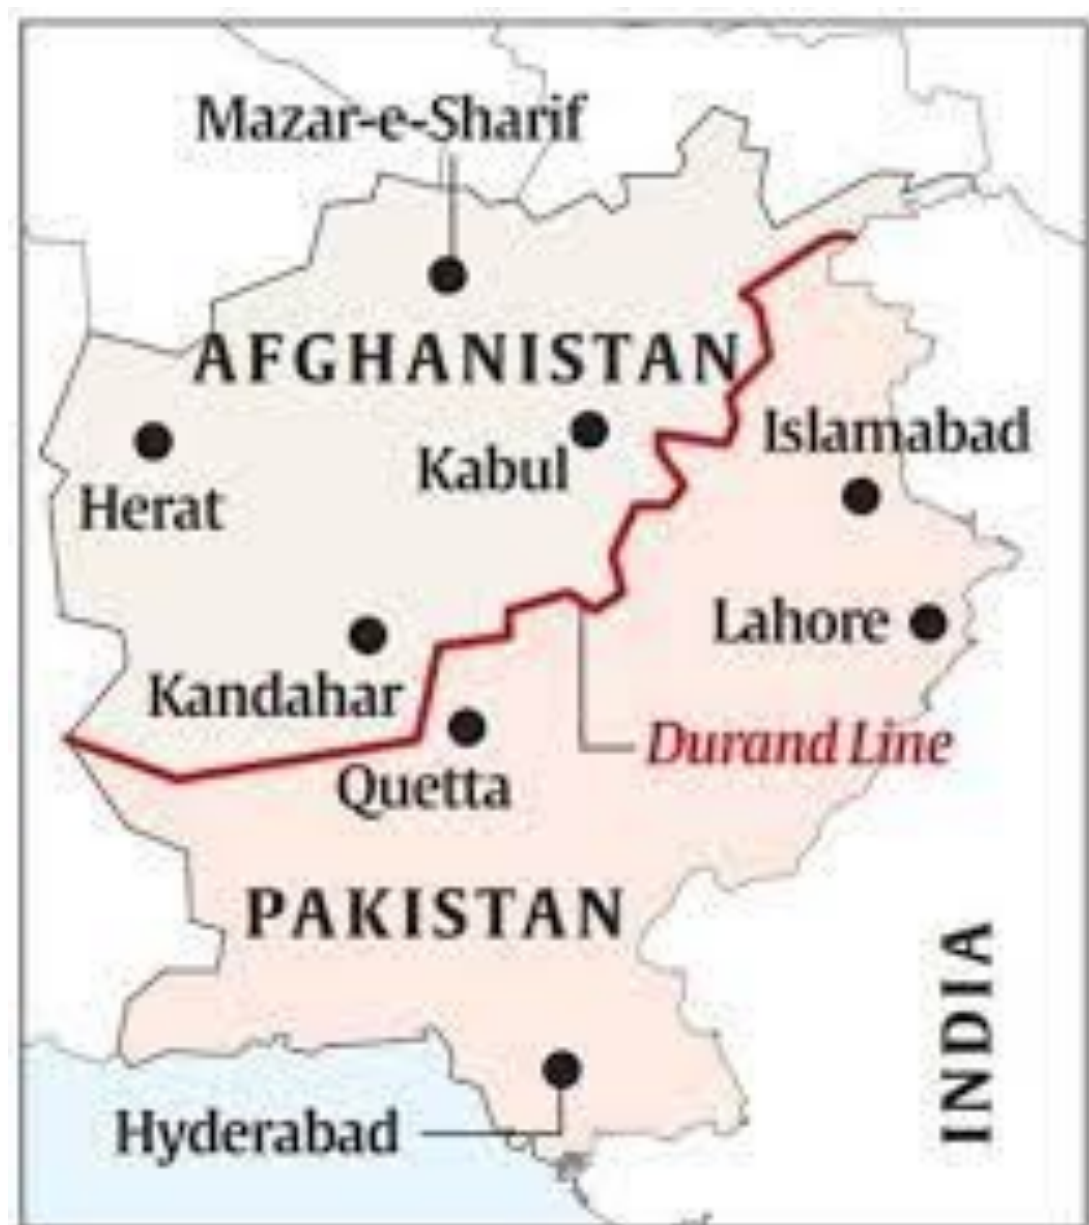 Mazar-e-Sharif
AFGHANISTAN
Islamabad
Kabul
Herat
Lahore
Kandahar
Durand Line
Quetta
PAKISTAN
INDIA
Hyderabad